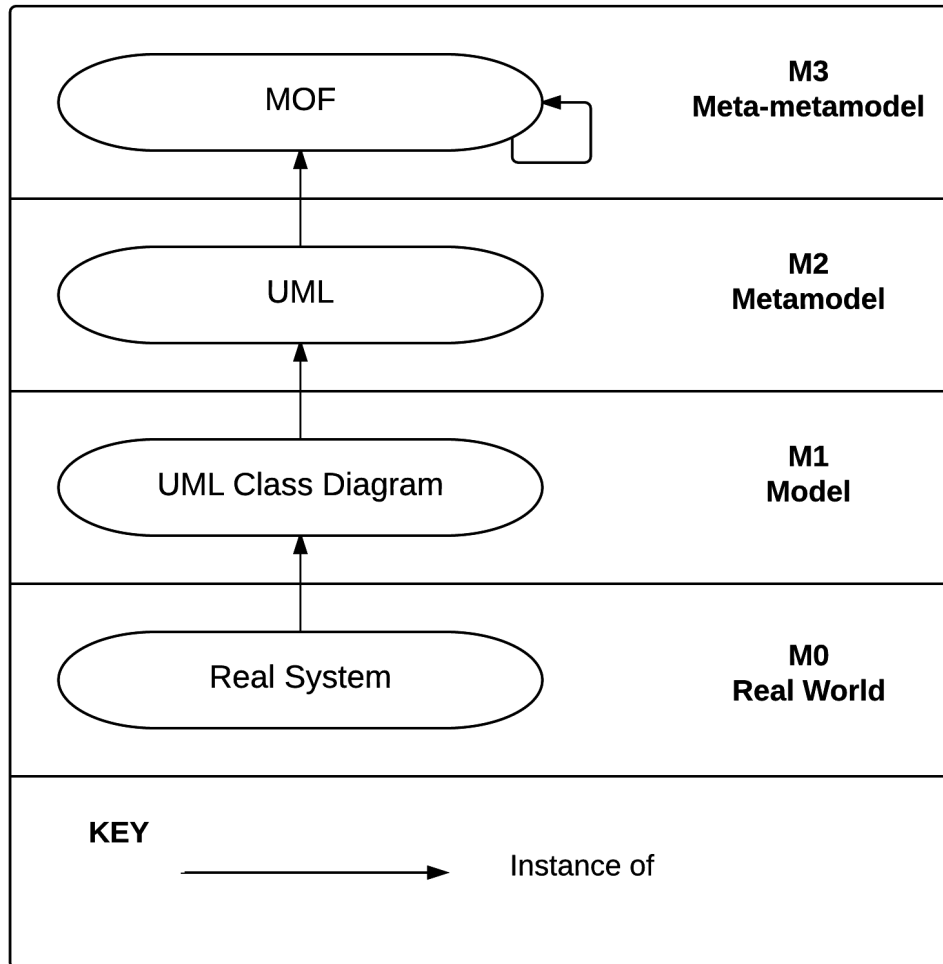 MOF
M3
Meta-metamodel
UML
M2
Metamodel
UML Class Diagram
M1
Model
Real System
M0
Real World
KEY
Instance of